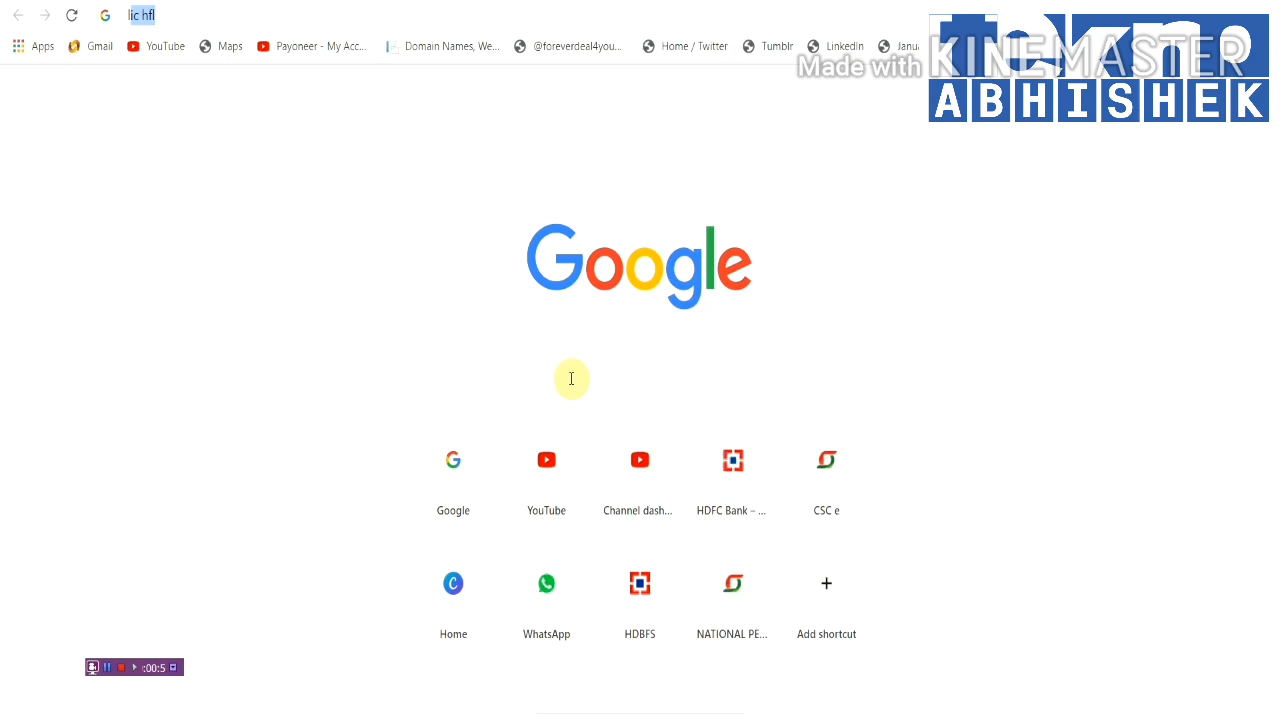 lic hfl
Apps Gmail YouTube Maps Payoneer - My Acc... Domain Names, We... @foreverdeal4you... Home / Twitter Tumblr LinkedIn Janu
Made with KINEMASTER
tekno
ABHISHEK
Google
Google YouTube Channel dash... HDFC Bank – ... CSC e
Home WhatsApp HDBFS NATIONAL PE... Add shortcut
:00:5